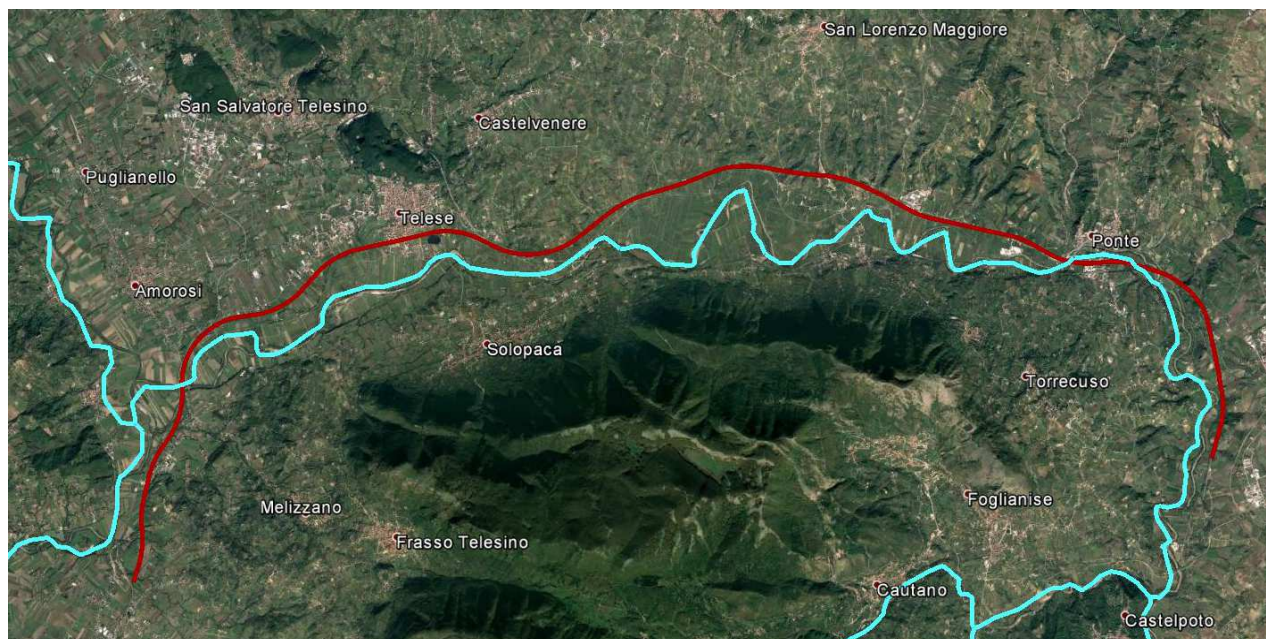 San Lorenzo Maggiore
San Salvatore Telesino
Castelvenere
Puglianello
Telese
Ponte
Amorosi
Solopaca
Torrecuso
Melizzano
Foglianise
Frasso Telesino
Cautano
Castelpoto